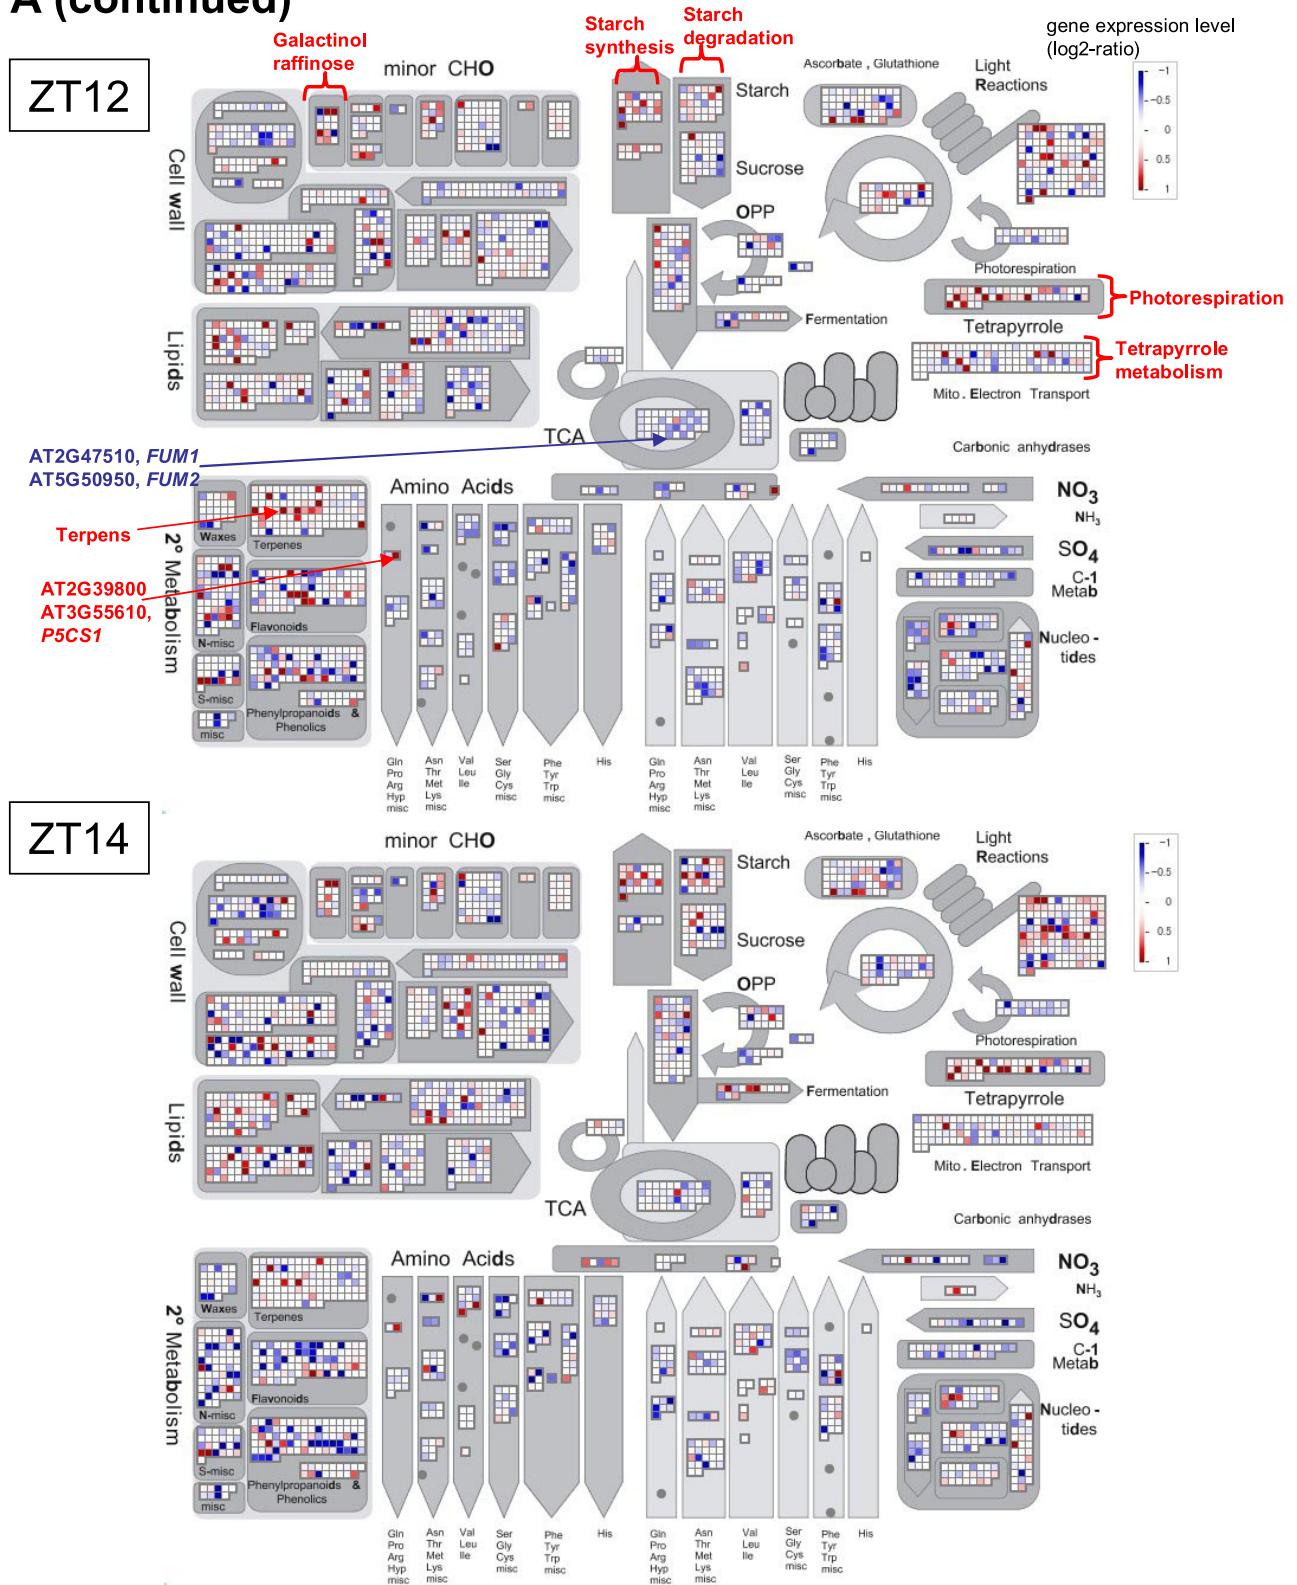 A (continued)
ZT12
Galactinol
raffinose
minor CHO
Starch
synthesis
Starch
degradation
Starch
Sucrose
OPP
Ascorbate , Glutathione
Light
Reactions
gene expression level
(log2-ratio)
−1
−0.5
0
0.5
1
Cell wall
Photorespiration
Photorespiration
Tetrapyrrole
Tetrapyrrole
metabolism
Fermentation
Mito . Electron Transport
Lipids
TCA
Carbonic anhydrases
AT2G47510, FUM1
AT5G50950, FUM2
Terpens
AT2G39800
AT3G55610,
P5CS1
2° Metabolism
Waxes
Terpenes
N-misc
Flavonoids
S-misc
Phenylpropanoids &
Phenolics
misc
Amino Acids
NO3
NH3
SO4
C-1
Metab
Nucleo -
tides
Gln
Pro
Arg
Hyp
misc
Asn
Thr
Met
Lys
misc
Val
Leu
Ile
Ser
Gly
Cys
misc
Phe
Tyr
Trp
misc
His
Gln
Pro
Arg
Hyp
misc
Asn
Thr
Met
Lys
misc
Val
Leu
Ile
Ser
Gly
Cys
misc
Phe
Tyr
Trp
misc
His
ZT14
minor CHO
Starch
Sucrose
OPP
Ascorbate , Glutathione
Light
Reactions
−1
−0.5
0
0.5
1
Cell wall
Photorespiration
Tetrapyrrole
Fermentation
Mito . Electron Transport
Lipids
TCA
Carbonic anhydrases
2° Metabolism
Waxes
Terpenes
N-misc
Flavonoids
S-misc
Phenylpropanoids &
Phenolics
misc
Amino Acids
NO3
NH3
SO4
C-1
Metab
Nucleo -
tides
Gln
Pro
Arg
Hyp
misc
Asn
Thr
Met
Lys
misc
Val
Leu
Ile
Ser
Gly
Cys
misc
Phe
Tyr
Trp
misc
His
Gln
Pro
Arg
Hyp
misc
Asn
Thr
Met
Lys
misc
Val
Leu
Ile
Ser
Gly
Cys
misc
Phe
Tyr
Trp
misc
His